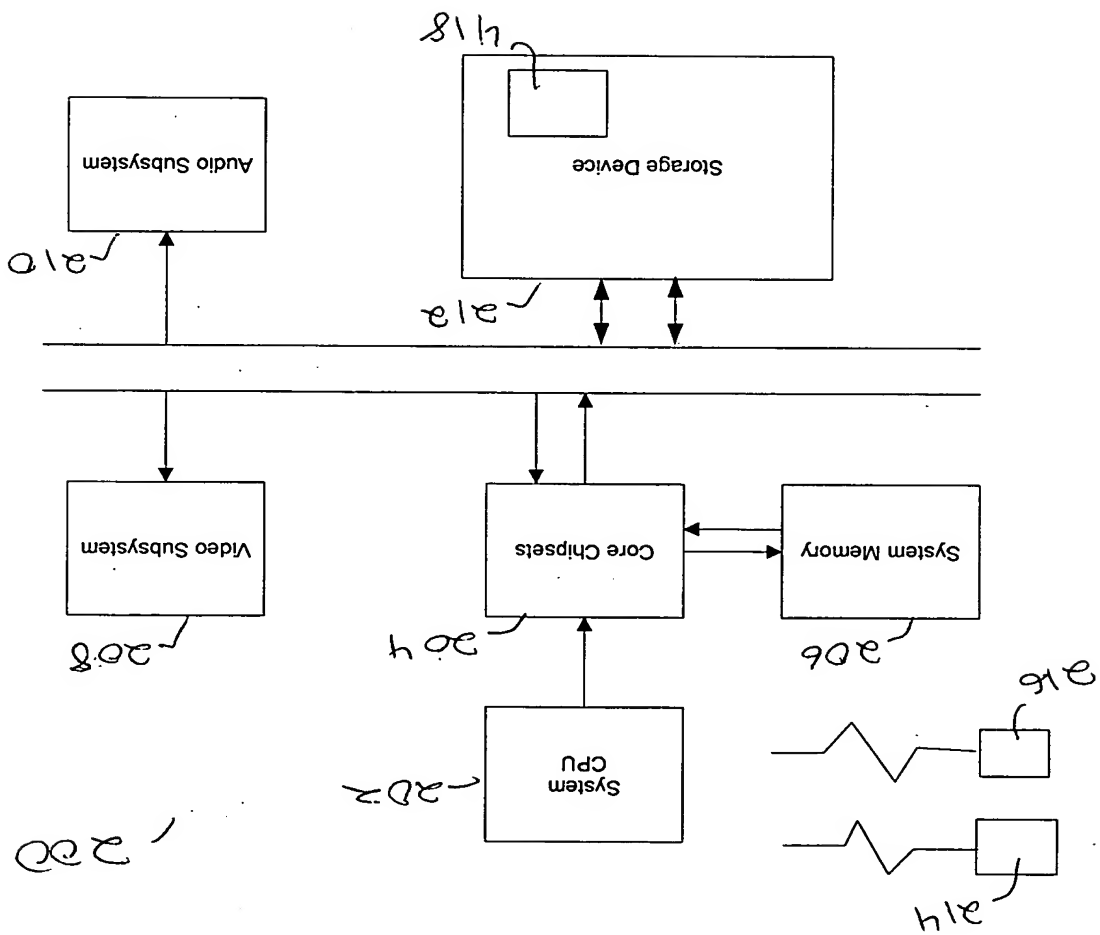 214
200
System
CPU
202
216
206
204
208
System Memory
Core Chipsets
Video Subsystem
212
210
Storage Device
Audio Subsystem
418